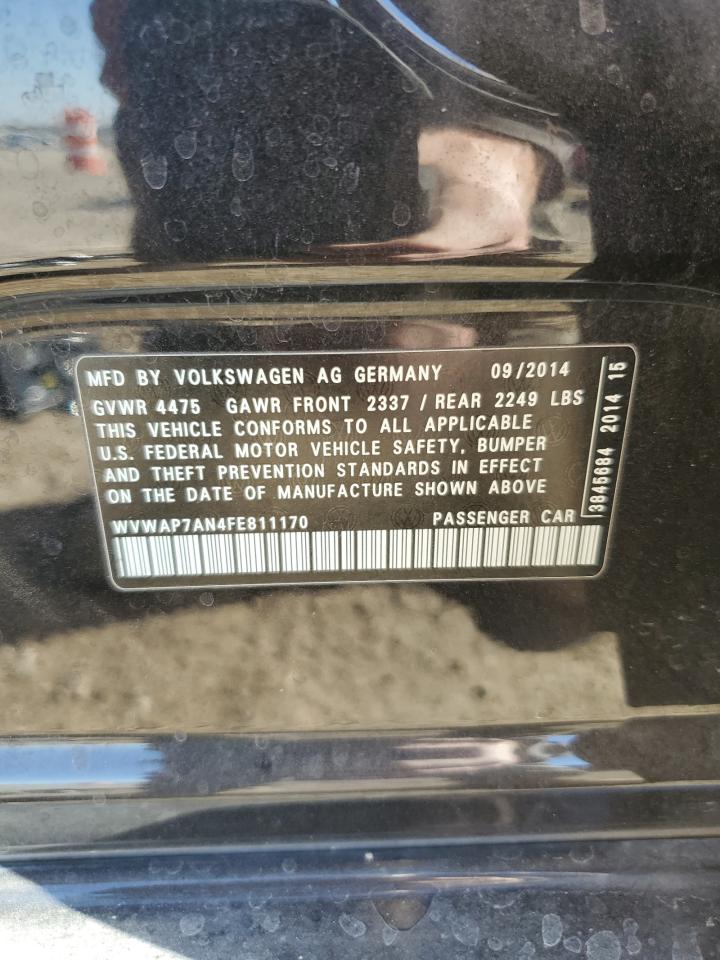 MFD BY VOLKSWAGEN AG GERMANY 09/2014
GVWR 4475 GAWR FRONT 2337 / REAR 2249 LBS
THIS VEHICLE CONFORMS TO ALL APPLICABLE
U.S. FEDERAL MOTOR VEHICLE SAFETY, BUMPER
AND THEFT PREVENTION STANDARDS IN EFFECT
ON THE DATE OF MANUFACTURE SHOWN ABOVE
WVWAP7AN4FE811170 PASSENGER CAR
3845684 2014 15